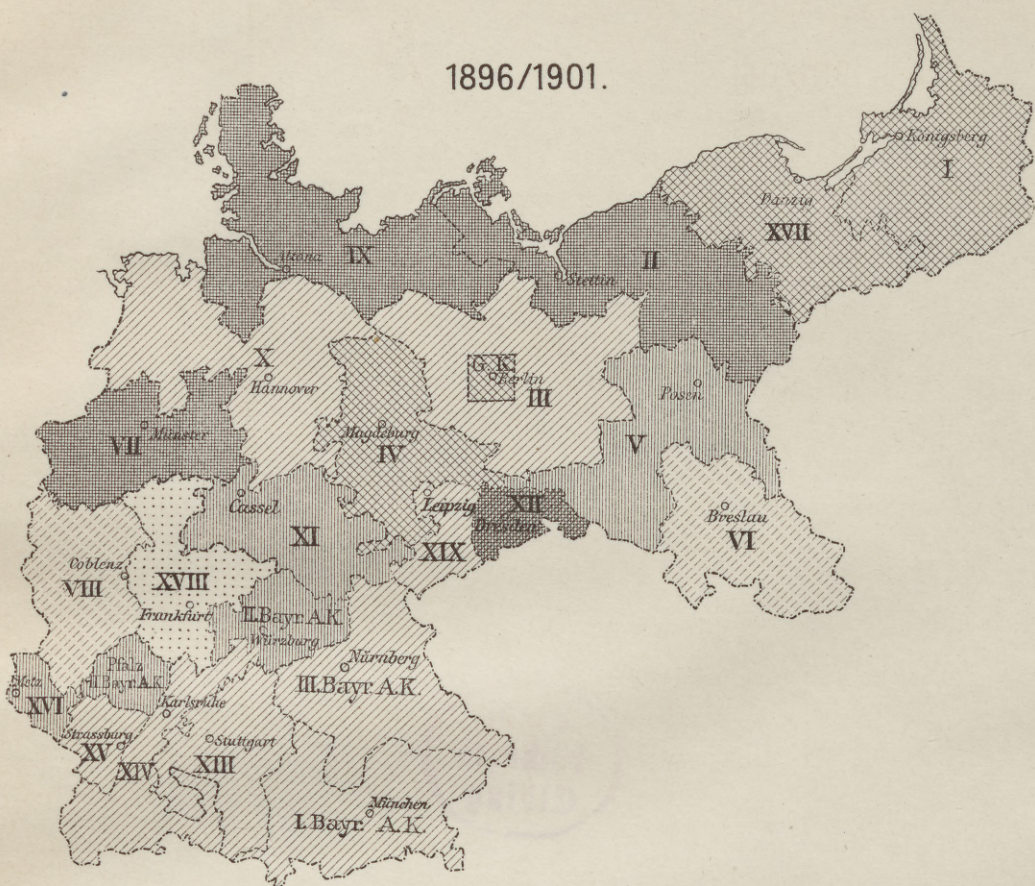 1896/1901.
Königsberg
I
Danzig
XVII
IX
Altona
II
Stettin
X
Hannover
G. K.
Berlin
III
Posen
V
VII
Münster
Magdeburg
IV
Cassel
XI
Leipzig
XIX
XII
Dresden
Breslau
VI
Coblenz
VIII
XVIII
Frankfurt
II. Bayr. A.K.
Würzburg
Metz
XVI
Pfalz
II Bayr. A.K.
Karlsruhe
Nürnberg
III. Bayr. A.K.
Strassburg
XV
XIV
Stuttgart
XIII
München
I. Bayr. A.K.